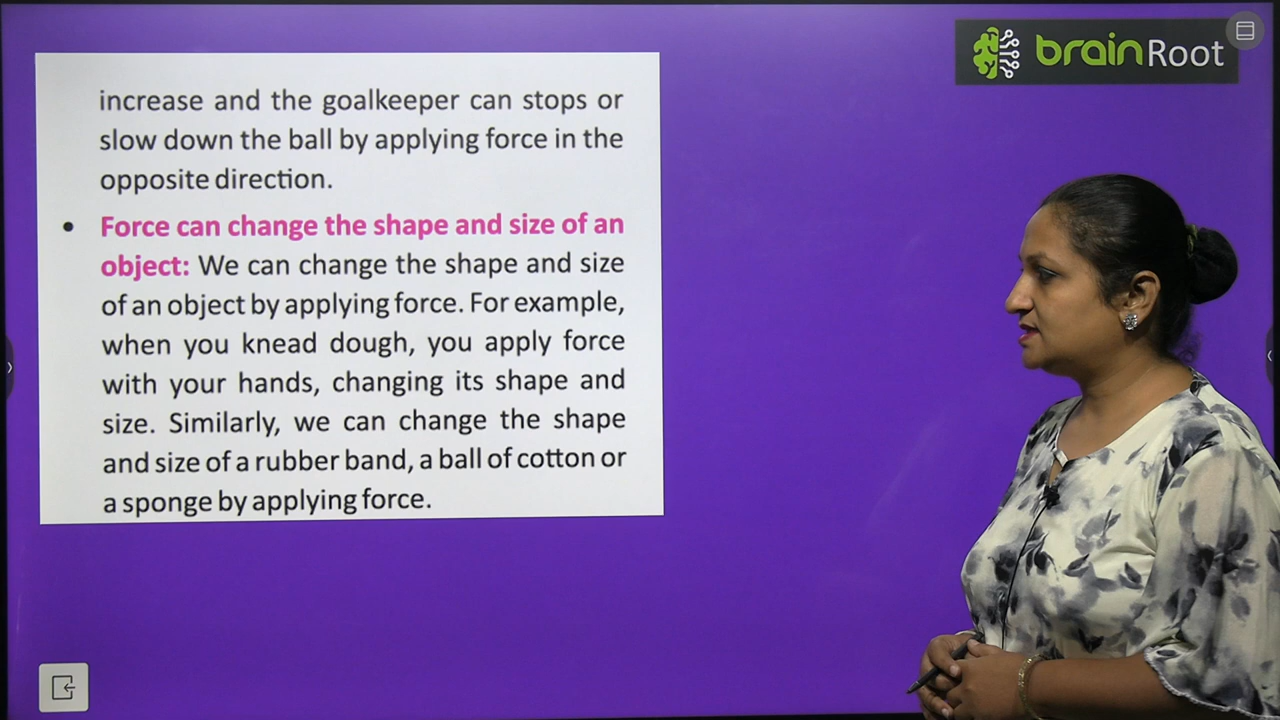 brainRoot
increase and the goalkeeper can stops or
slow down the ball by applying force in the
opposite direction.
• Force can change the shape and size of an
object: We can change the shape and size
of an object by applying force. For example,
when you knead dough, you apply force
with your hands, changing its shape and
size. Similarly, we can change the shape
and size of a rubber band, a ball of cotton or
a sponge by applying force.